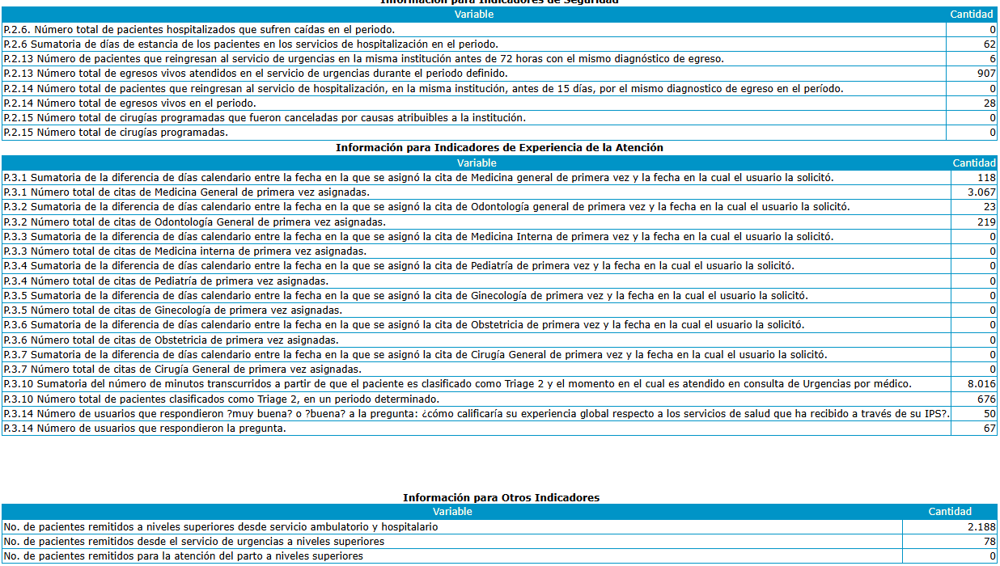 Información para Indicadores de Seguridad
Variable Cantidad
P.2.6. Número total de pacientes hospitalizados que sufren caídas en el periodo. 0
P.2.6 Sumatoria de días de estancia de los pacientes en los servicios de hospitalización en el periodo. 62
P.2.13 Número de pacientes que reingresan al servicio de urgencias en la misma institución antes de 72 horas con el mismo diagnóstico de egreso. 6
P.2.13 Número total de egresos vivos atendidos en el servicio de urgencias durante el periodo definido. 907
P.2.14 Número total de pacientes que reingresan al servicio de hospitalización, en la misma institución, antes de 15 días, por el mismo diagnostico de egreso en el período. 0
P.2.14 Número total de egresos vivos en el periodo. 28
P.2.15 Número total de cirugías programadas que fueron canceladas por causas atribuibles a la institución. 0
P.2.15 Número total de cirugías programadas. 0
Información para Indicadores de Experiencia de la Atención
Variable Cantidad
P.3.1 Sumatoria de la diferencia de días calendario entre la fecha en la que se asignó la cita de Medicina general de primera vez y la fecha en la cual el usuario la solicitó. 118
P.3.1 Número total de citas de Medicina General de primera vez asignadas. 3.067
P.3.2 Sumatoria de la diferencia de días calendario entre la fecha en la que se asignó la cita de Odontología general de primera vez y la fecha en la cual el usuario la solicitó. 23
P.3.2 Número total de citas de Odontología General de primera vez asignadas. 219
P.3.3 Sumatoria de la diferencia de días calendario entre la fecha en la que se asignó la cita de Medicina Interna de primera vez y la fecha en la cual el usuario la solicitó. 0
P.3.3 Número total de citas de Medicina interna de primera vez asignadas. 0
P.3.4 Sumatoria de la diferencia de días calendario entre la fecha en la que se asignó la cita de Pediatría de primera vez y la fecha en la cual el usuario la solicitó. 0
P.3.4 Número total de citas de Pediatría de primera vez asignadas. 0
P.3.5 Sumatoria de la diferencia de días calendario entre la fecha en la que se asignó la cita de Ginecología de primera vez y la fecha en la cual el usuario la solicitó. 0
P.3.5 Número total de citas de Ginecología de primera vez asignadas. 0
P.3.6 Sumatoria de la diferencia de días calendario entre la fecha en la que se asignó la cita de Obstetricia de primera vez y la fecha en la cual el usuario la solicitó. 0
P.3.6 Número total de citas de Obstetricia de primera vez asignadas. 0
P.3.7 Sumatoria de la diferencia de días calendario entre la fecha en la que se asignó la cita de Cirugía General de primera vez y la fecha en la cual el usuario la solicitó. 0
P.3.7 Número total de citas de Cirugía General de primera vez asignadas. 0
P.3.10 Sumatoria del número de minutos transcurridos a partir de que el paciente es clasificado como Triage 2 y el momento en el cual es atendido en consulta de Urgencias por médico. 8.016
P.3.10 Número total de pacientes clasificados como Triage 2, en un periodo determinado. 676
P.3.14 Número de usuarios que respondieron ?muy buena? o ?buena? a la pregunta: ¿cómo calificaría su experiencia global respecto a los servicios de salud que ha recibido a través de su IPS?. 50
P.3.14 Número de usuarios que respondieron la pregunta. 67
Información para Otros Indicadores
Variable Cantidad
No. de pacientes remitidos a niveles superiores desde servicio ambulatorio y hospitalario 2.188
No. de pacientes remitidos desde el servicio de urgencias a niveles superiores 78
No. de pacientes remitidos para la atención del parto a niveles superiores 0